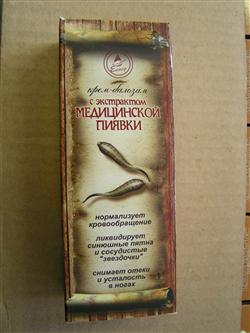 крем-бальзам
с экстрактом
МЕДИЦИНСКОЙ
ПИЯВКИ
нормализует
кровообращение
ликвидирует
синюшные пятна
и сосудистые
"звездочки"
снимает отеки
и усталость
в ногах